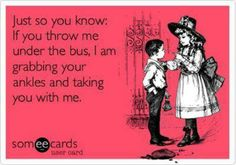 Just so you know:
If you throw me
under the bus, I am
grabbing your
ankles and taking
you with me.
someecards
user card